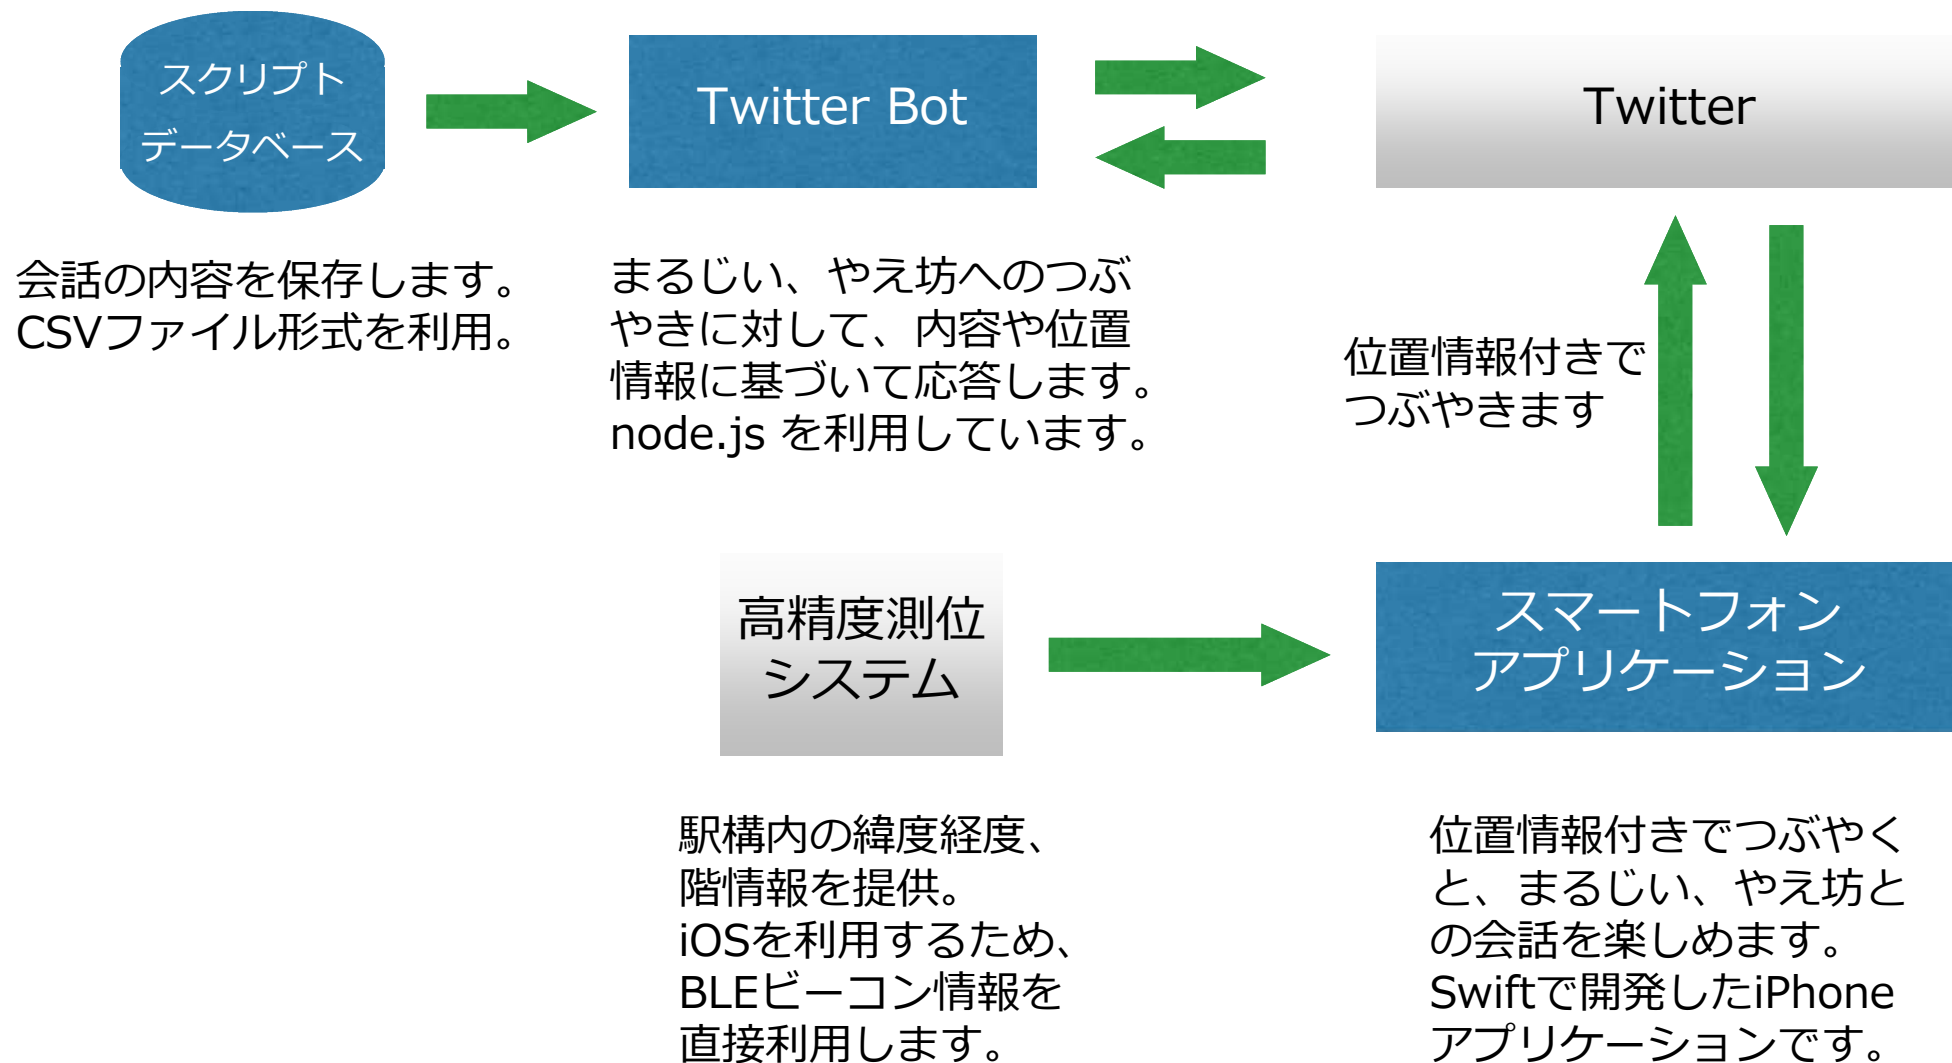 スクリプト
データベース
Twitter Bot
Twitter
会話の内容を保存します。
CSVファイル形式を利用。
まるじい、やえ坊へのつぶ
やきに対して、内容や位置
情報に基づいて応答します。
node.js を利用しています。
位置情報付きで
つぶやきます
高精度測位
システム
スマートフォン
アプリケーション
駅構内の緯度経度、
階情報を提供。
iOSを利用するため、
BLEビーコン情報を
直接利用します。
位置情報付きでつぶやく
と、まるじい、やえ坊と
の会話を楽しめます。
Swiftで開発したiPhone
アプリケーションです。